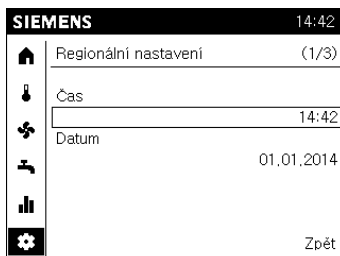 SIEMENS 14:42
Regionální nastavení (1/3)
Čas
14:42
Datum
01.01.2014
Zpět